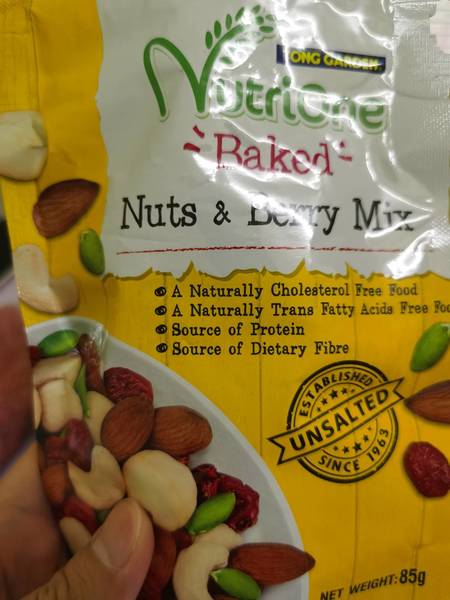 TONG GARDEN
NutriOne
Baked
Nuts & Berry Mix
A Naturally Cholesterol Free Food
A Naturally Trans Fatty Acids Free Foo
Source of Protein
Source of Dietary Fibre
ESTABLISHED
UNSALTED
SINCE 1963
NET WEIGHT: 85g